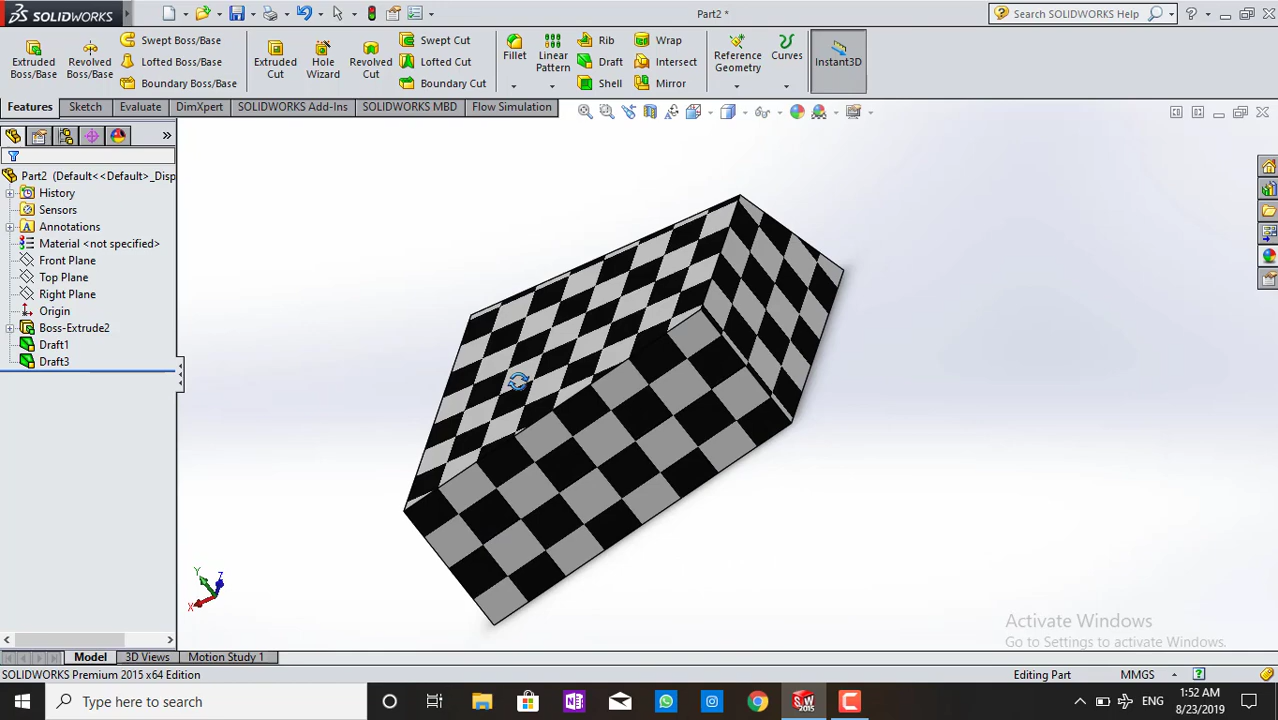 SOLIDWORKS
Part2 *
Search SOLIDWORKS Help
Extruded Boss/Base
Revolved Boss/Base
Swept Boss/Base
Lofted Boss/Base
Boundary Boss/Base
Extruded Cut
Hole Wizard
Revolved Cut
Swept Cut
Lofted Cut
Boundary Cut
Fillet
Linear Pattern
Rib
Draft
Shell
Wrap
Intersect
Mirror
Reference Geometry
Curves
Instant3D
Features Sketch Evaluate DimXpert SOLIDWORKS Add-Ins SOLIDWORKS MBD Flow Simulation
Part2 (Default<<Default>_Disp
History
Sensors
Annotations
Material <not specified>
Front Plane
Top Plane
Right Plane
Origin
Boss-Extrude2
Draft1
Draft3
Y
Z
X
Activate Windows
Go to Settings to activate Windows.
Model 3D Views Motion Study 1
SOLIDWORKS Premium 2015 x64 Edition
Editing Part MMGS
Type here to search
SW
2015
ENG
1:52 AM
8/23/2019